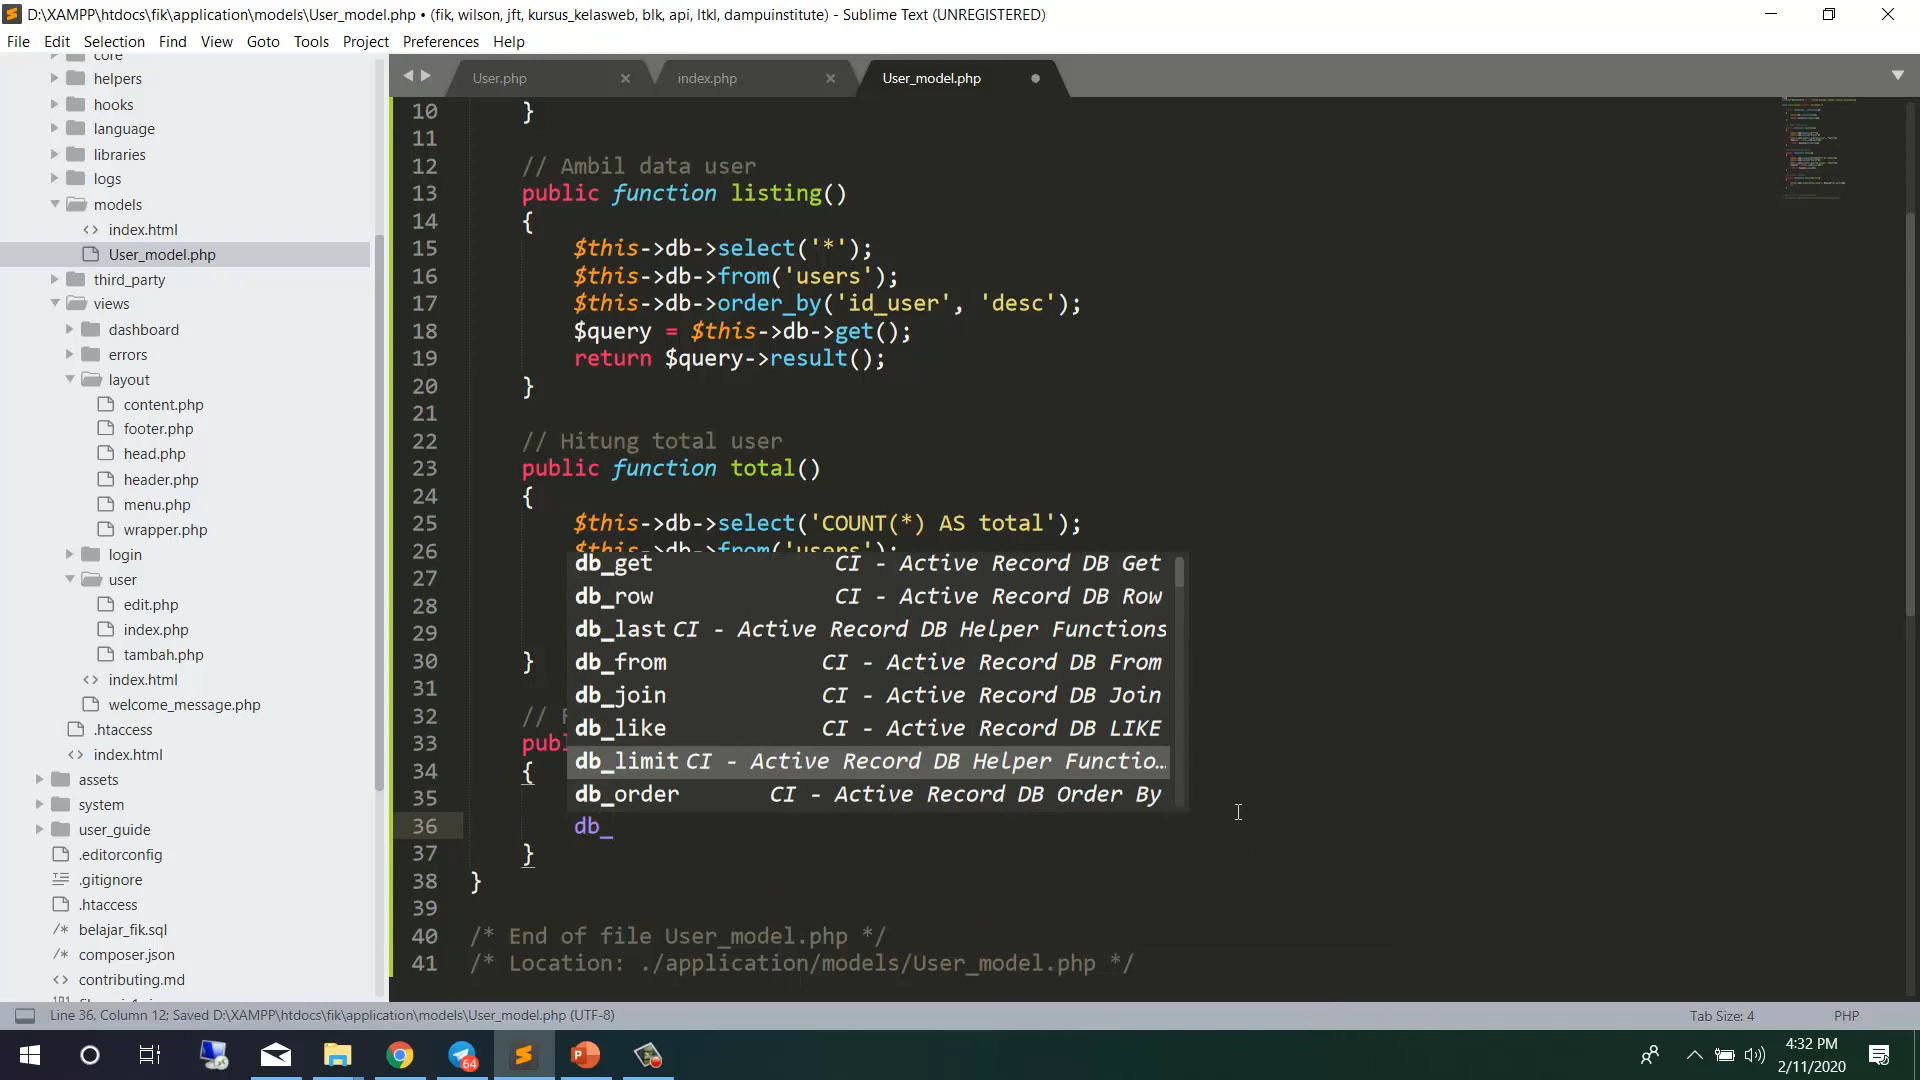 D:\XAMPP\htdocs\fik\application\models\User_model.php • (fik, wilson, jft, kursus_kelasweb, blk, api, ltkl, dampuinstitute) - Sublime Text (UNREGISTERED)
File Edit Selection Find View Goto Tools Project Preferences Help
core
helpers
hooks
language
libraries
logs
models
index.html
User_model.php
third_party
views
dashboard
errors
layout
content.php
footer.php
head.php
header.php
menu.php
wrapper.php
login
user
edit.php
index.php
tambah.php
index.html
welcome_message.php
.htaccess
index.html
assets
system
user_guide
.editorconfig
.gitignore
.htaccess
belajar_fik.sql
composer.json
contributing.md
User.php index.php User_model.php
10 }
11
12 // Ambil data user
13 public function listing()
14 {
15 $this->db->select('*');
16 $this->db->from('users');
17 $this->db->order_by('id_user', 'desc');
18 $query = $this->db->get();
19 return $query->result();
20 }
21
22 // Hitung total user
23 public function total()
24 {
25 $this->db->select('COUNT(*) AS total');
26 $this->db->from('users');
27
28
29
30 }
31
32 //
33 publ
34 {
35
36 db_
37 }
38 }
39
40 /* End of file User_model.php */
41 /* Location: ./application/models/User_model.php */
db_get CI - Active Record DB Get
db_row CI - Active Record DB Row
db_last CI - Active Record DB Helper Functions
db_from CI - Active Record DB From
db_join CI - Active Record DB Join
db_like CI - Active Record DB LIKE
db_limit CI - Active Record DB Helper Functio…
db_order CI - Active Record DB Order By
Line 36, Column 12; Saved D:\XAMPP\htdocs\fik\application\models\User_model.php (UTF-8) Tab Size: 4 PHP
64
4:32 PM
2/11/2020